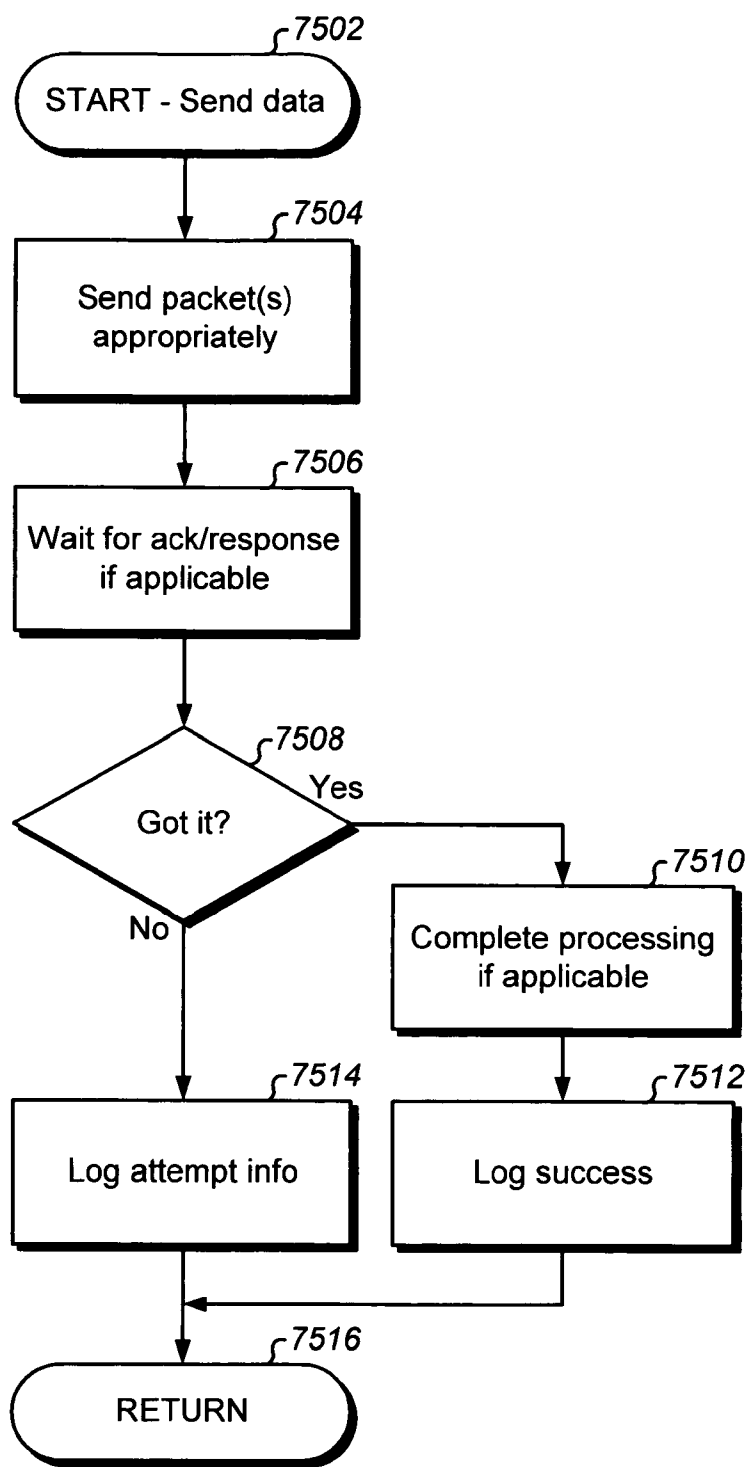 7502
START - Send data
7504
Send packet(s)
appropriately
7506
Wait for ack/response
if applicable
7508
Yes
Got it?
No
7510
Complete processing
if applicable
7514
Log attempt info
7512
Log success
7516
RETURN